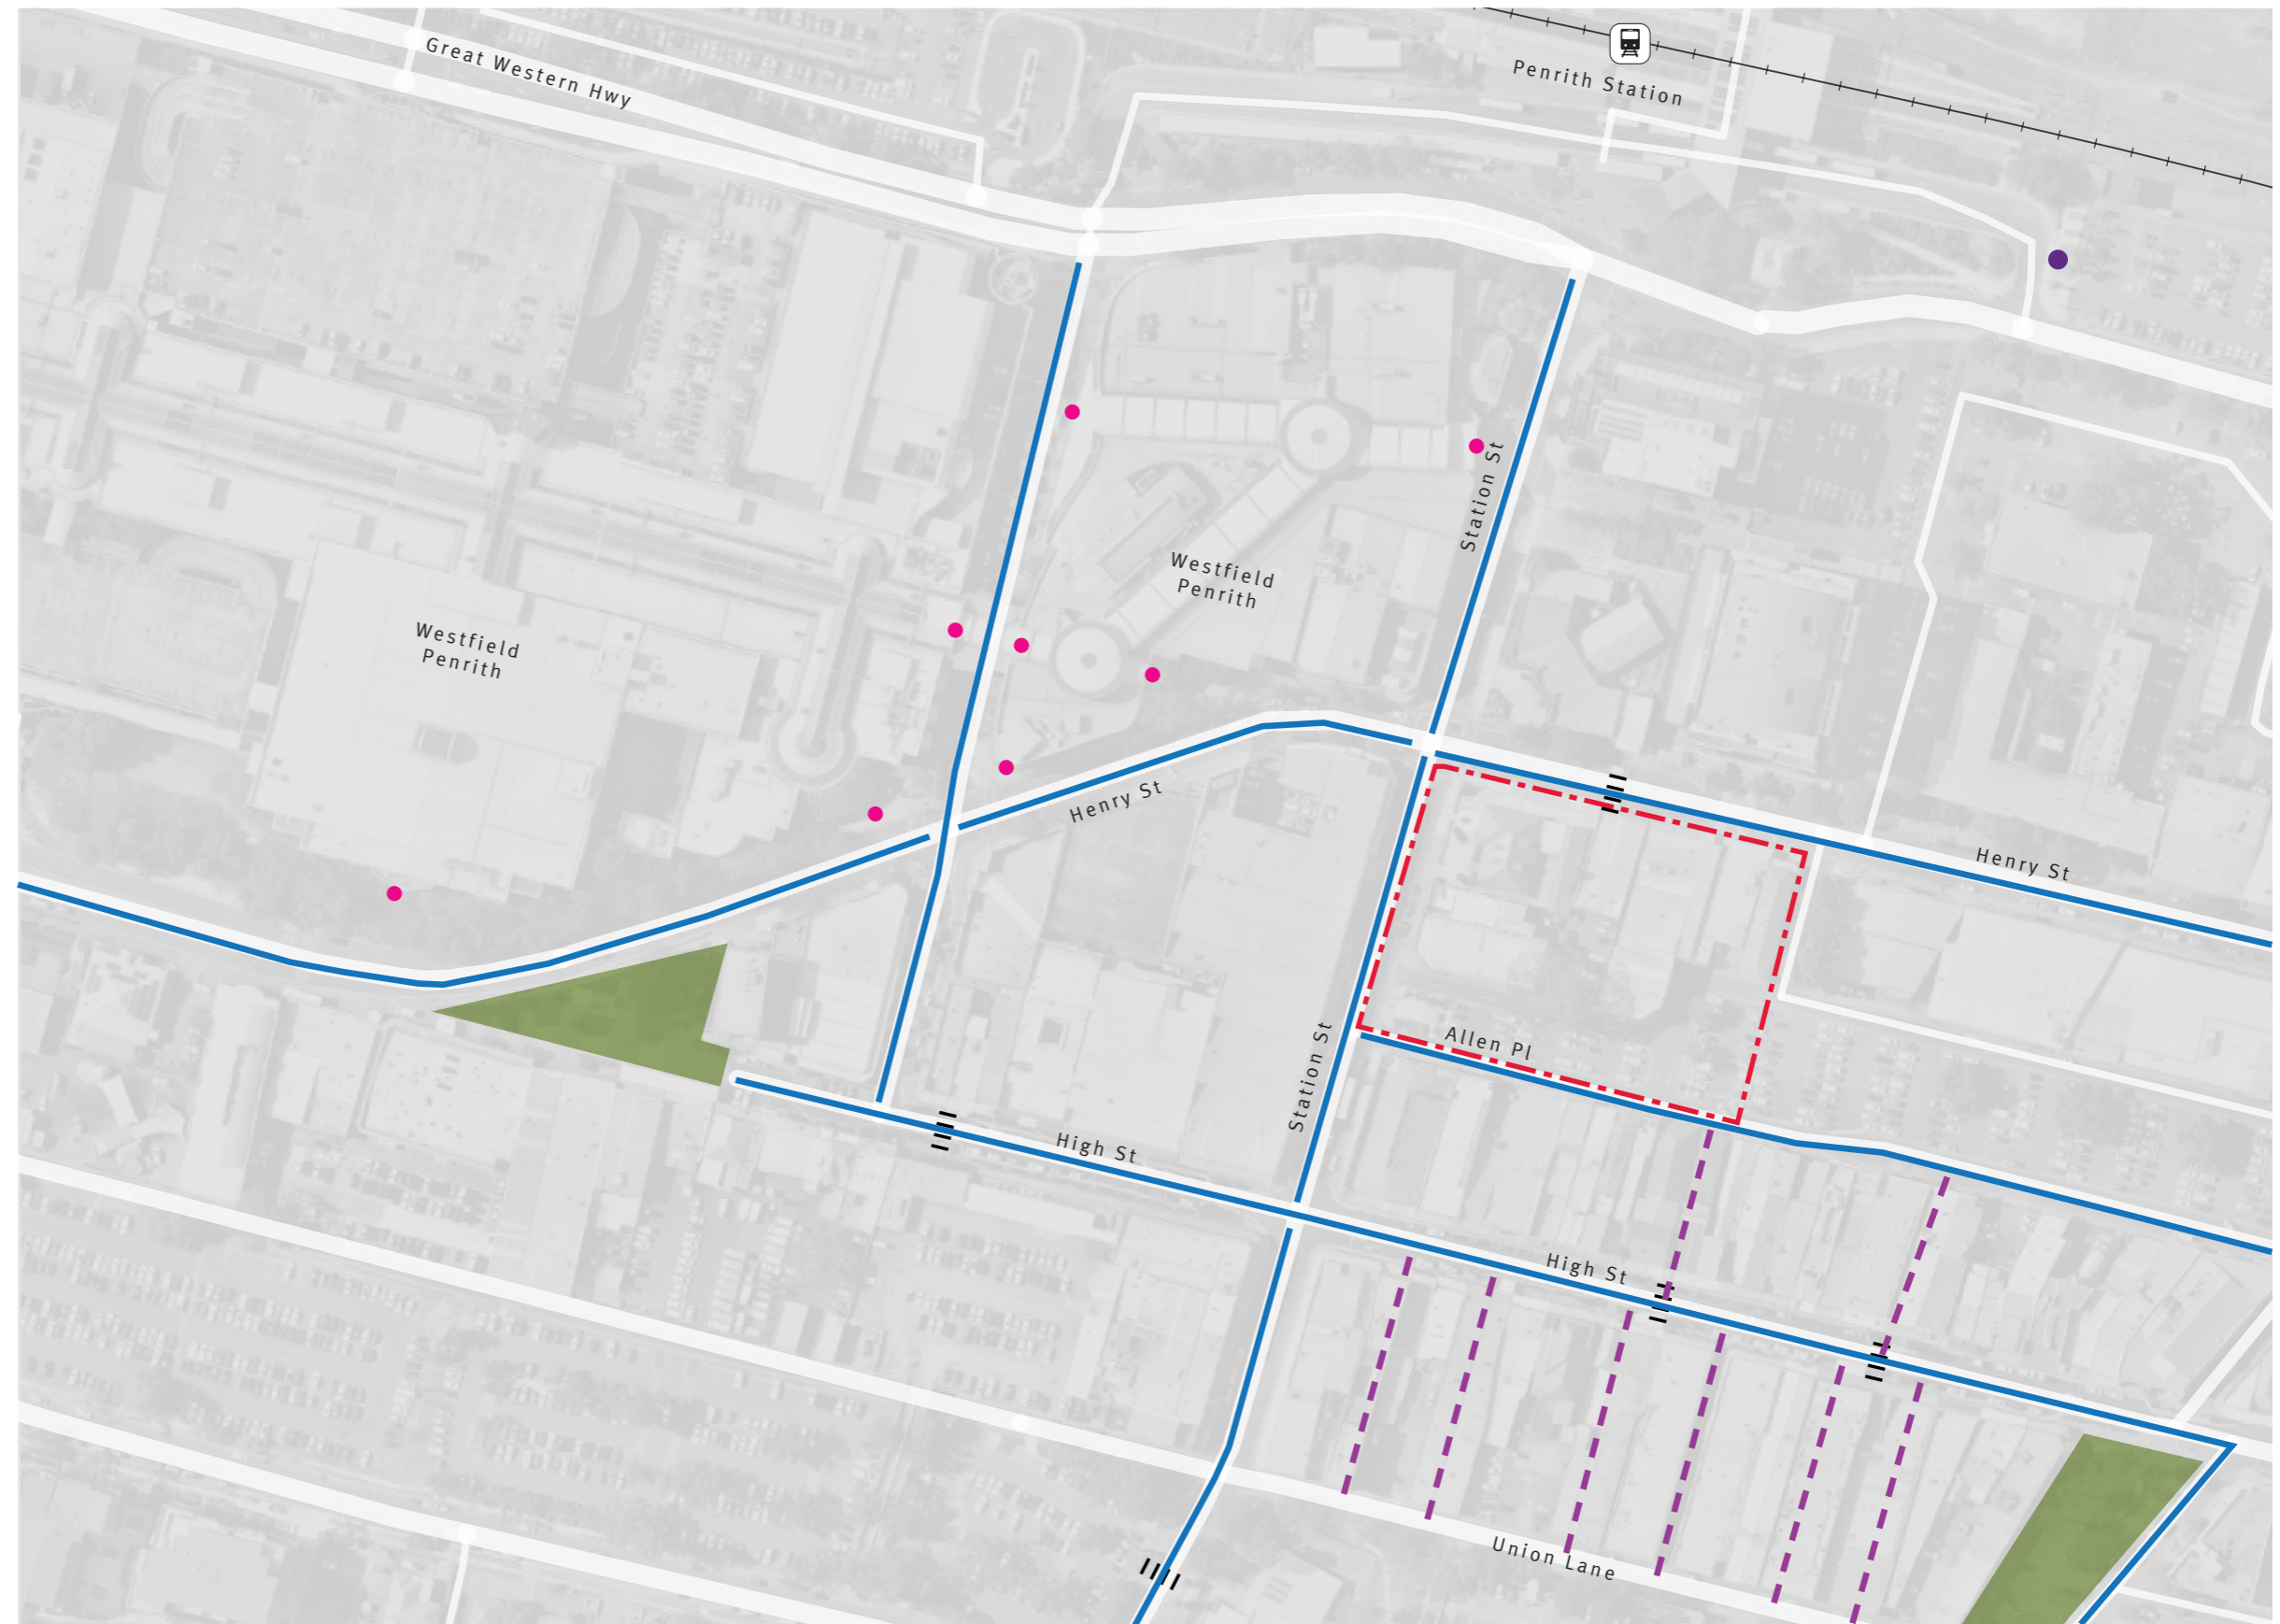 Great Western Hwy
Penrith Station
Station St
Westfield
Penrith
Westfield
Penrith
Henry St
Henry St
Allen Pl
Station St
High St
High St
Union Lane